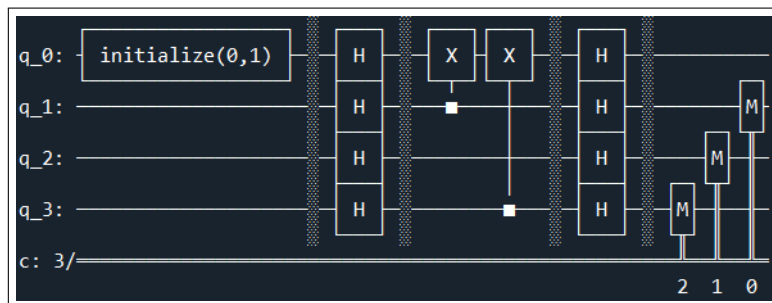 q_0: initialize(0,1) H X X H
q_1: H H M
q_2: H H M
q_3: H H M
c: 3/
2 1 0